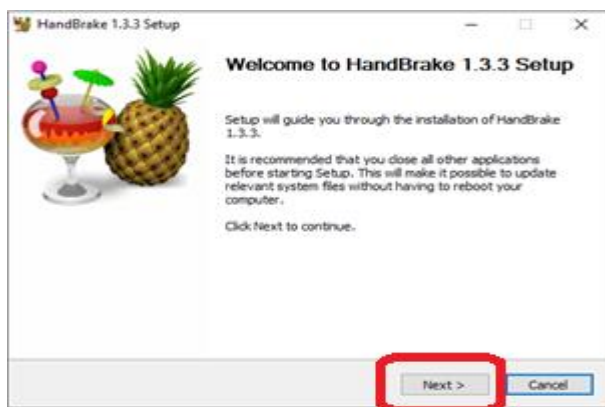 HandBrake 1.3.3 Setup
Welcome to HandBrake 1.3.3 Setup
Setup will guide you through the installation of HandBrake
1.3.3.
It is recommended that you close all other applications
before starting Setup. This will make it possible to update
relevant system files without having to reboot your
computer.
Click Next to continue.
Next >
Cancel